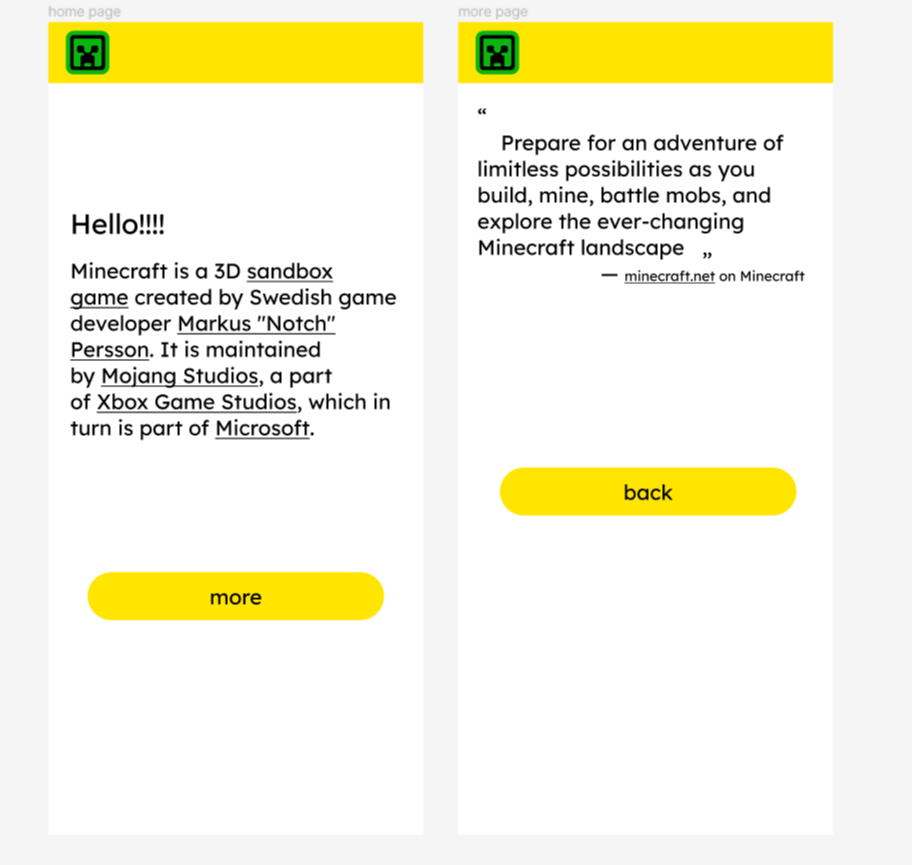 home page
Hello!!!!
Minecraft is a 3D sandbox
game created by Swedish game
developer Markus "Notch"
Persson. It is maintained
by Mojang Studios, a part
of Xbox Game Studios, which in
turn is part of Microsoft.
more
more page
“
Prepare for an adventure of
limitless possibilities as you
build, mine, battle mobs, and
explore the ever-changing
Minecraft landscape „
— minecraft.net on Minecraft
back